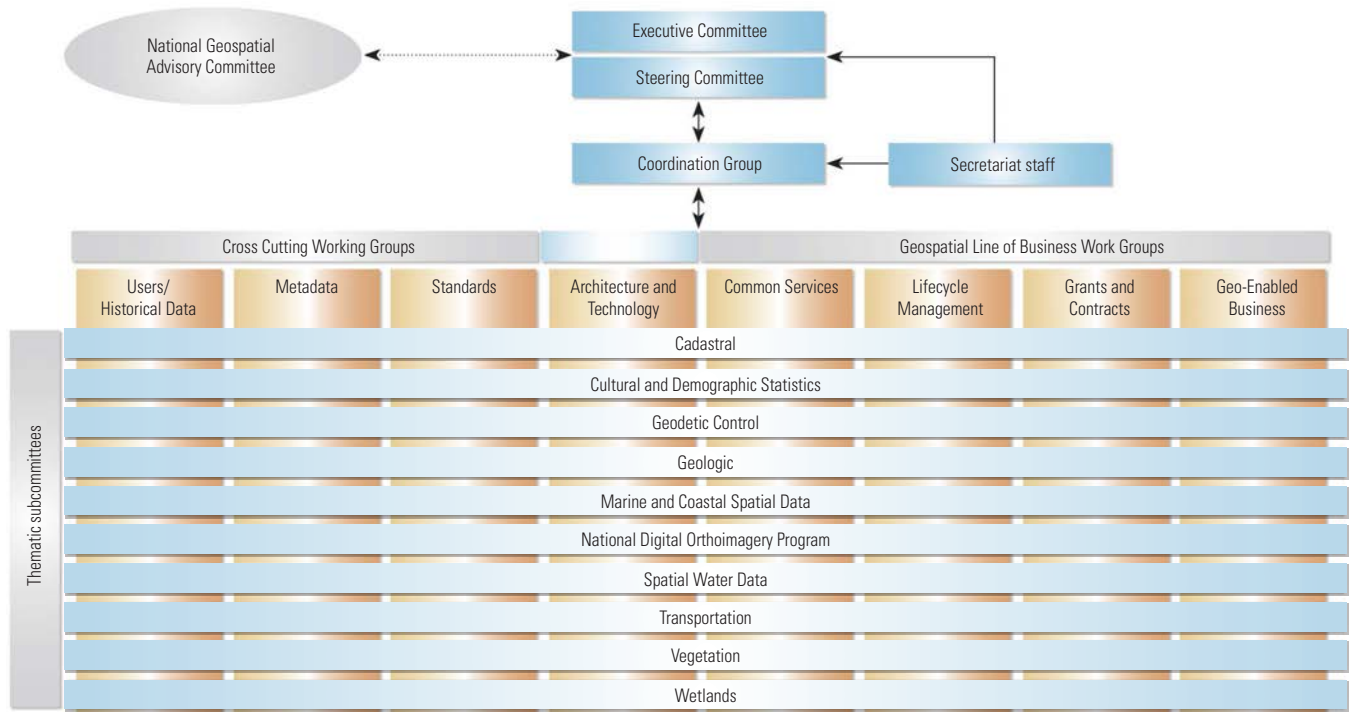 National Geospatial
Advisory Committee
Executive Committee
Steering Committee
Coordination Group
Secretariat staff
Cross Cutting Working Groups
Geospatial Line of Business Work Groups
Users/
Historical Data
Metadata
Standards
Architecture and
Technology
Common Services
Lifecycle
Management
Grants and
Contracts
Geo-Enabled
Business
Thematic subcommittees
Cadastral
Cultural and Demographic Statistics
Geodetic Control
Geologic
Marine and Coastal Spatial Data
National Digital Orthoimagery Program
Spatial Water Data
Transportation
Vegetation
Wetlands